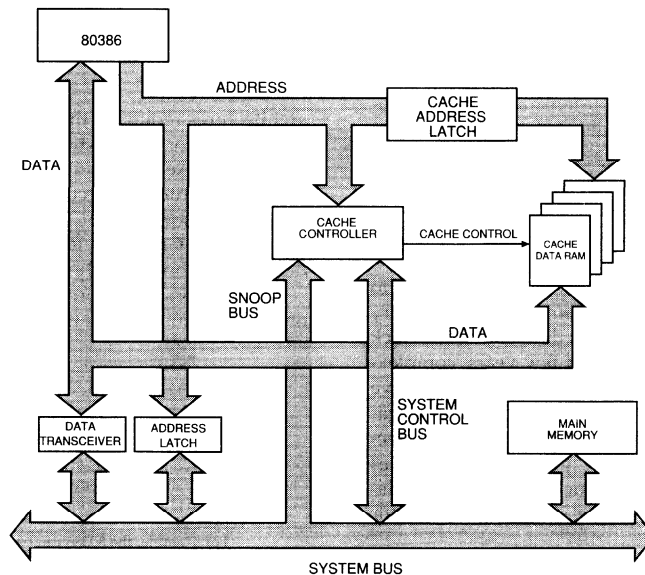 80386
ADDRESS
CACHE
ADDRESS
LATCH
DATA
CACHE
CONTROLLER
CACHE CONTROL
CACHE
DATA RAM
SNOOP
BUS
DATA
SYSTEM
CONTROL
BUS
DATA
TRANSCEIVER
ADDRESS
LATCH
MAIN
MEMORY
SYSTEM BUS